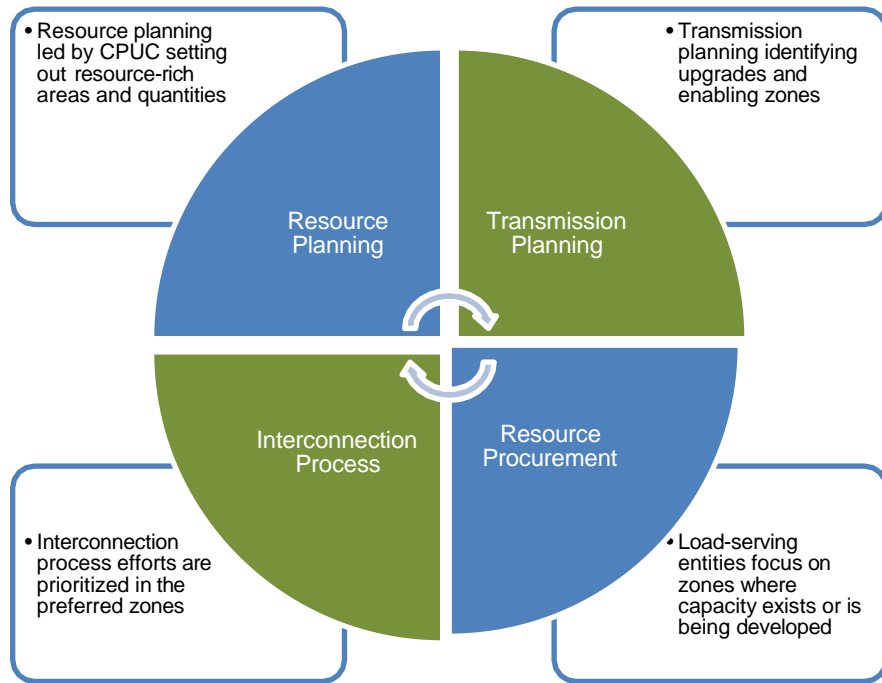 • Resource planning
led by CPUC setting
out resource-rich
areas and quantities
• Transmission
planning identifying
upgrades and
enabling zones
Resource
Planning
Transmission
Planning
Interconnection
Process
Resource
Procurement
• Interconnection
process efforts are
prioritized in the
preferred zones
• Load-serving
entities focus on
zones where
capacity exists or is
being developed